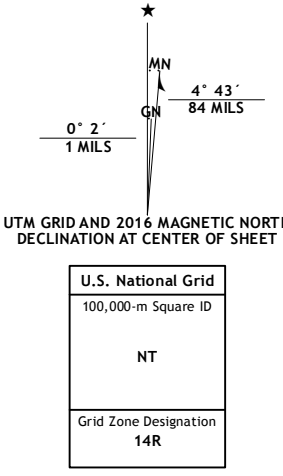 ★
MN
GN
4° 43´
84 MILS
0° 2´
1 MILS
UTM GRID AND 2016 MAGNETIC NORTH
DECLINATION AT CENTER OF SHEET
U.S. National Grid
100,000-m Square ID
NT
Grid Zone Designation
14R